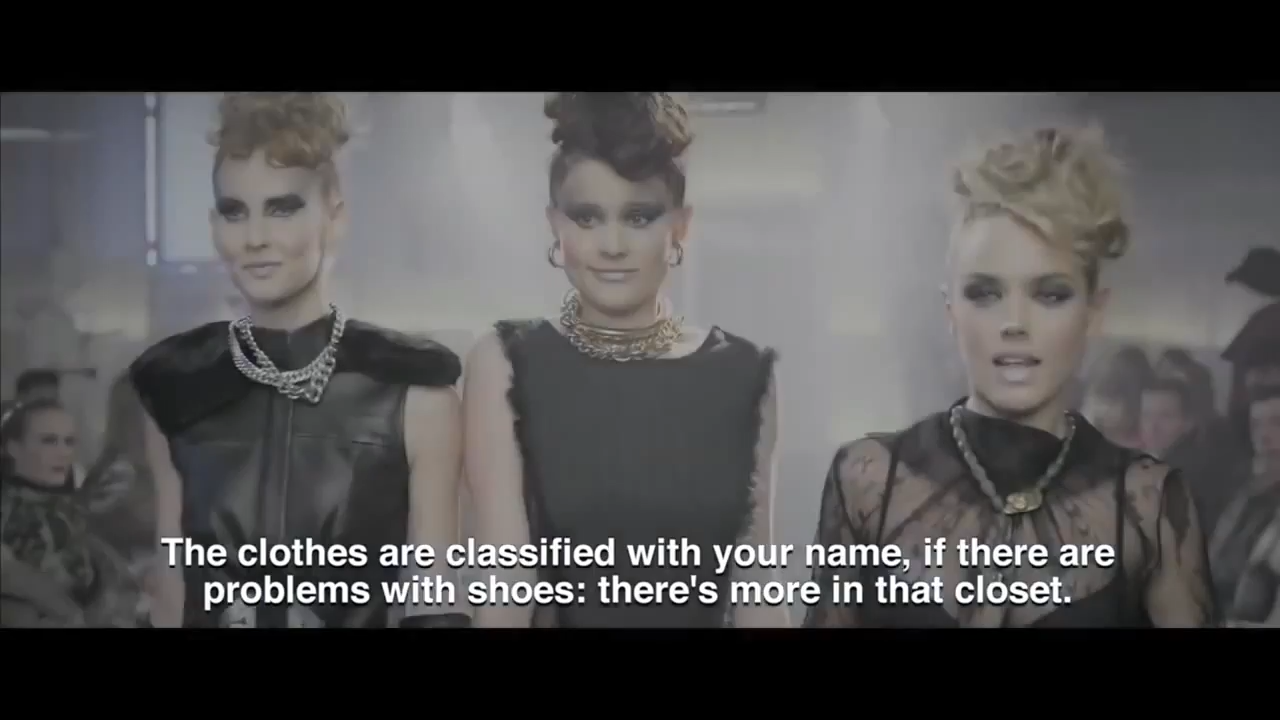 The clothes are classified with your name, if there are
problems with shoes: there's more in that closet.